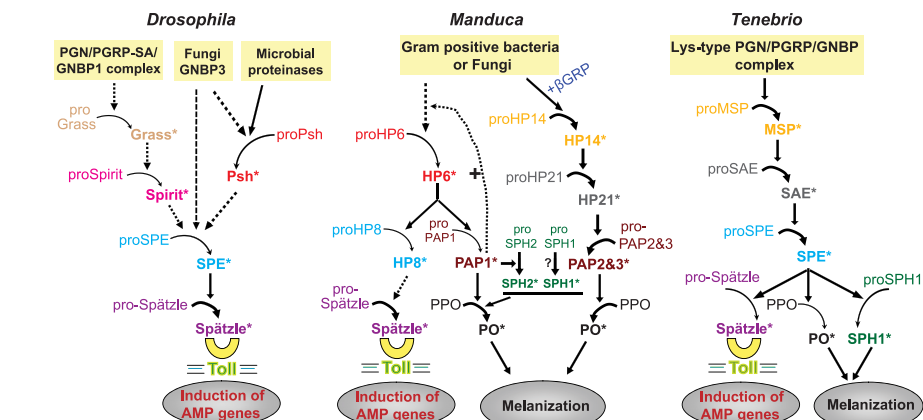 Drosophila
PGN/PGRP-SA/
GNBP1 complex
Fungi
GNBP3
Microbial
proteinases
pro
Grass
Grass*
proPsh
Psh*
proSpirit
Spirit*
proSPE
SPE*
pro-Spätzle
Spätzle*
Toll
Induction of
AMP genes
Manduca
Gram positive bacteria
or Fungi
+βGRP
proHP6
HP6*
+
proHP14
HP14*
proHP21
HP21*
proHP8
HP8*
pro
PAP1
PAP1*
pro
SPH2
pro
SPH1
?
SPH2*
SPH1*
pro-
PAP2&3
PAP2&3*
pro-
Spätzle
Spätzle*
PPO
PO*
PPO
PO*
Toll
Induction of
AMP genes
Melanization
Tenebrio
Lys-type PGN/PGRP/GNBP
complex
proMSP
MSP*
proSAE
SAE*
proSPE
SPE*
pro-Spätzle
Spätzle*
PPO
PO*
proSPH1
SPH1*
Toll
Induction of
AMP genes
Melanization